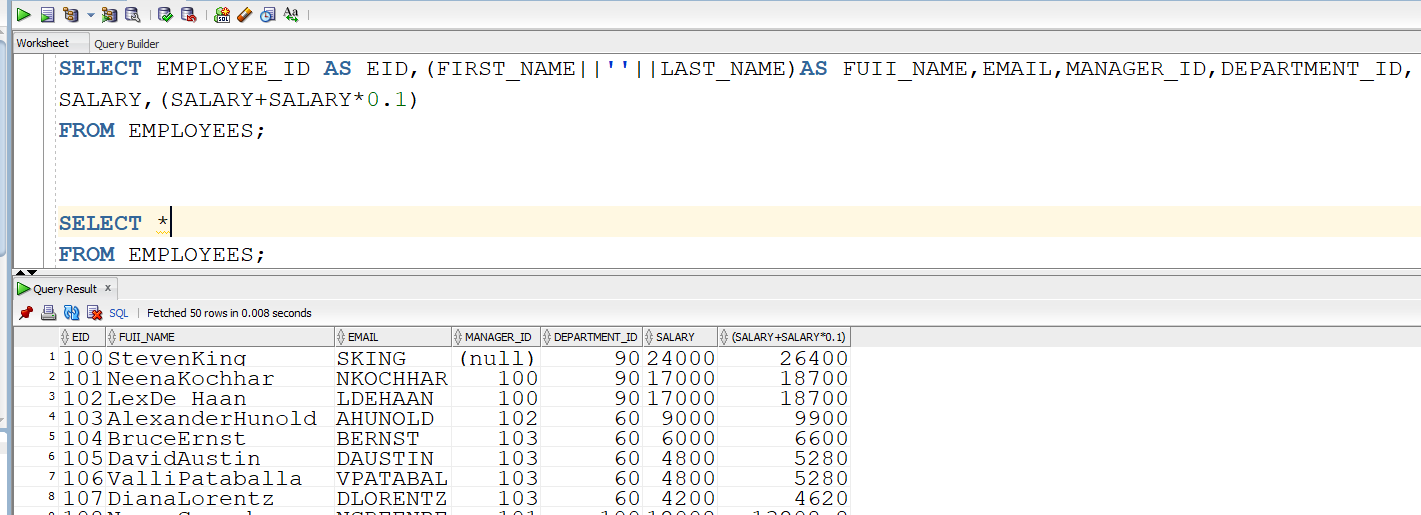 Worksheet Query Builder
SELECT EMPLOYEE_ID AS EID,(FIRST_NAME||''||LAST_NAME)AS FUII_NAME,EMAIL,MANAGER_ID,DEPARTMENT_ID,
SALARY,(SALARY+SALARY*0.1)
FROM EMPLOYEES;
SELECT *
FROM EMPLOYEES;
Query Result x
SQL | Fetched 50 rows in 0.008 seconds
EID FUII_NAME EMAIL MANAGER_ID DEPARTMENT_ID SALARY (SALARY+SALARY*0.1)
1 100 StevenKing SKING (null) 90 24000 26400
2 101 NeenaKochhar NKOCHHAR 100 90 17000 18700
3 102 LexDe Haan LDEHAAN 100 90 17000 18700
4 103 AlexanderHunold AHUNOLD 102 60 9000 9900
5 104 BruceErnst BERNST 103 60 6000 6600
6 105 DavidAustin DAUSTIN 103 60 4800 5280
7 106 ValliPataballa VPATABAL 103 60 4800 5280
8 107 DianaLorentz DLORENTZ 103 60 4200 4620